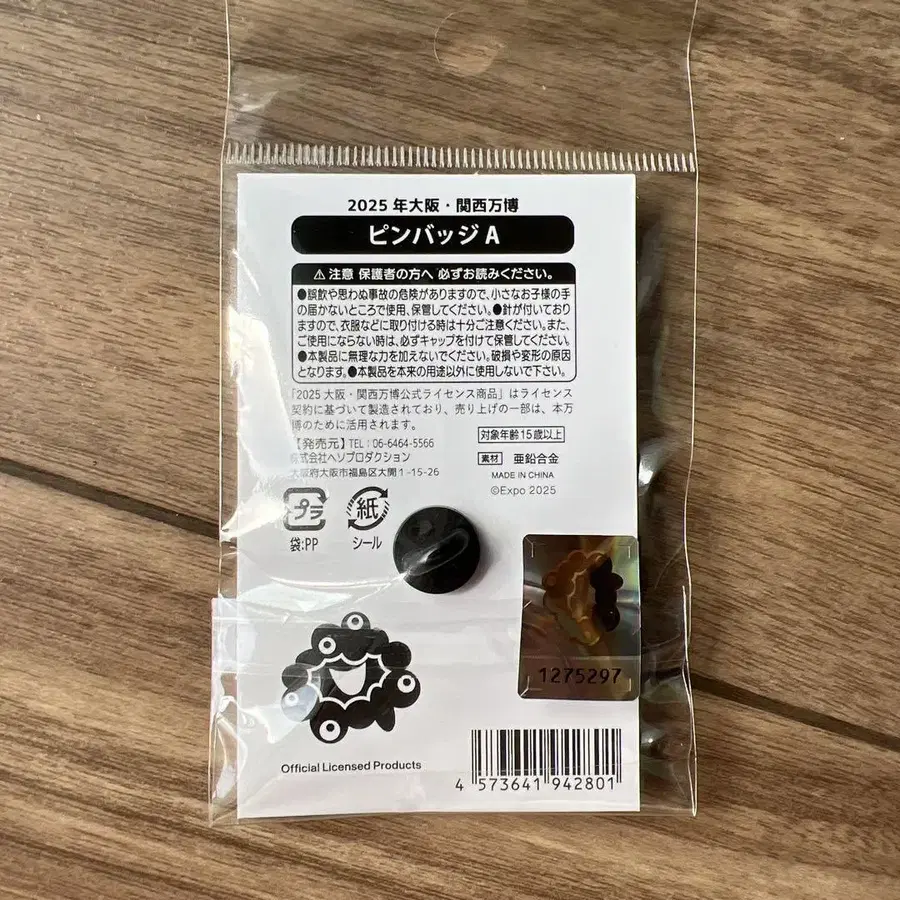 2025年大阪・関西万博
ピンバッジA
⚠注意 保護者の方へ 必ずお読みください。
●誤飲や思わぬ事故の危険がありますので、小さなお子様の手
の届かないところで使用、保管してください。●針が付いており
ますので、衣服などに取り付ける時は十分ご注意ください。また、
ご使用にならない時は、必ずキャップを付けて保管してください。
●本製品に無理な力を加えないでください。破損や変形の原因
となります。●本製品を本来の用途以外に使用しないで下さい。
「2025 大阪・関西万博公式ライセンス商品」はライセンス
契約に基づいて製造されており、売り上げの一部は、本万
博のために活用されます。
【発売元】TEL:06-6464-5566
株式会社ヘソプロダクション
大阪府大阪市福島区大開1-15-26
対象年齢15歳以上
素材 亜鉛合金
MADE IN CHINA
©Expo 2025
プラ
袋:PP
紙
シール
1275297
Official Licensed Products
4 573641 942801